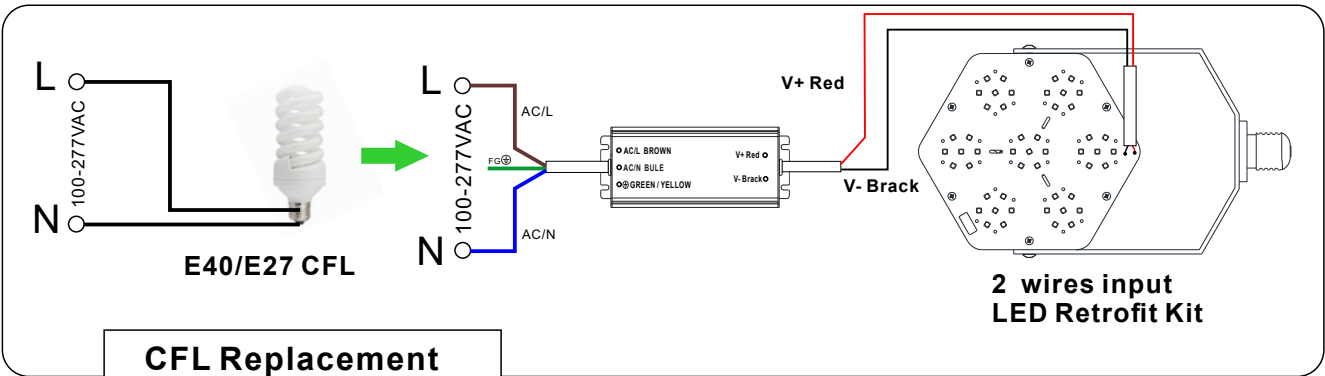 L
100-277VAC
N
E40/E27 CFL
L
AC/L
100-277VAC
FG
N
AC/N
AC/L BROWN
AC/N BULE
GREEN / YELLOW
V+ Red
V- Brack
V+ Red
V- Brack
2 wires input
LED Retrofit Kit
CFL Replacement